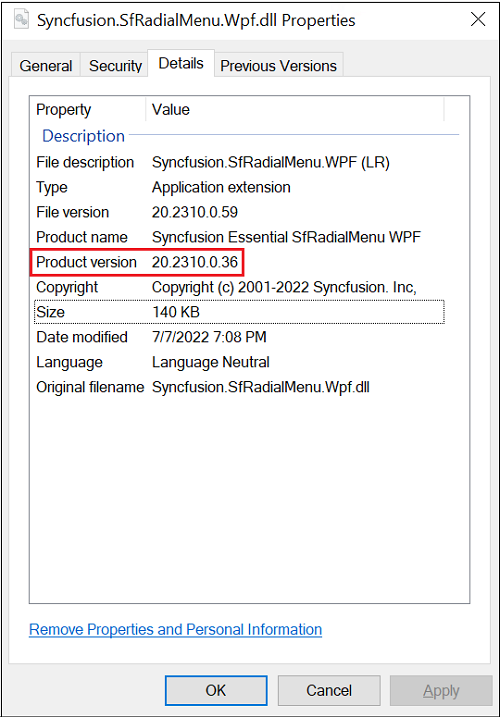 Syncfusion.SfRadialMenu.Wpf.dll Properties
General Security Details Previous Versions
Property Value
Description
File description Syncfusion.SfRadialMenu.WPF (LR)
Type Application extension
File version 20.2310.0.59
Product name Syncfusion Essential SfRadialMenu WPF
Product version 20.2310.0.36
Copyright Copyright (c) 2001-2022 Syncfusion. Inc,
Size 140 KB
Date modified 7/7/2022 7:08 PM
Language Language Neutral
Original filename Syncfusion.SfRadialMenu.Wpf.dll
Remove Properties and Personal Information
OK Cancel Apply